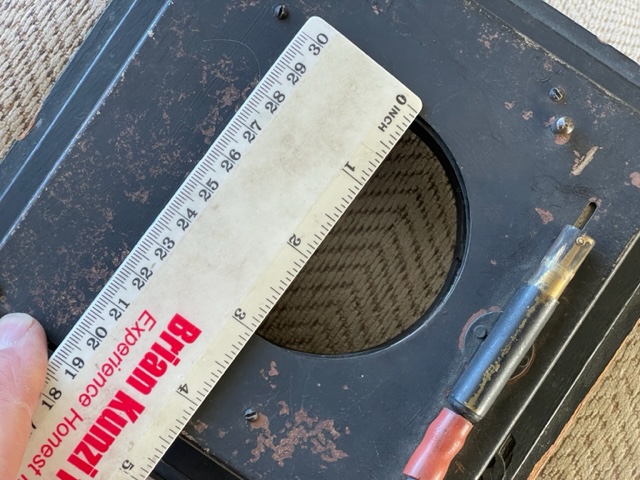 30 29 28 27 26 25 24 23 22 21 20 19 18
0 INCH 1 2 3 4 5
Brian Kunzi
Experience Honest